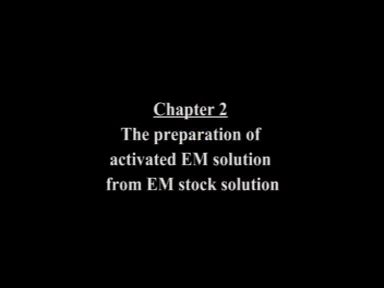 Chapter 2
The preparation of
activated EM solution
from EM stock solution